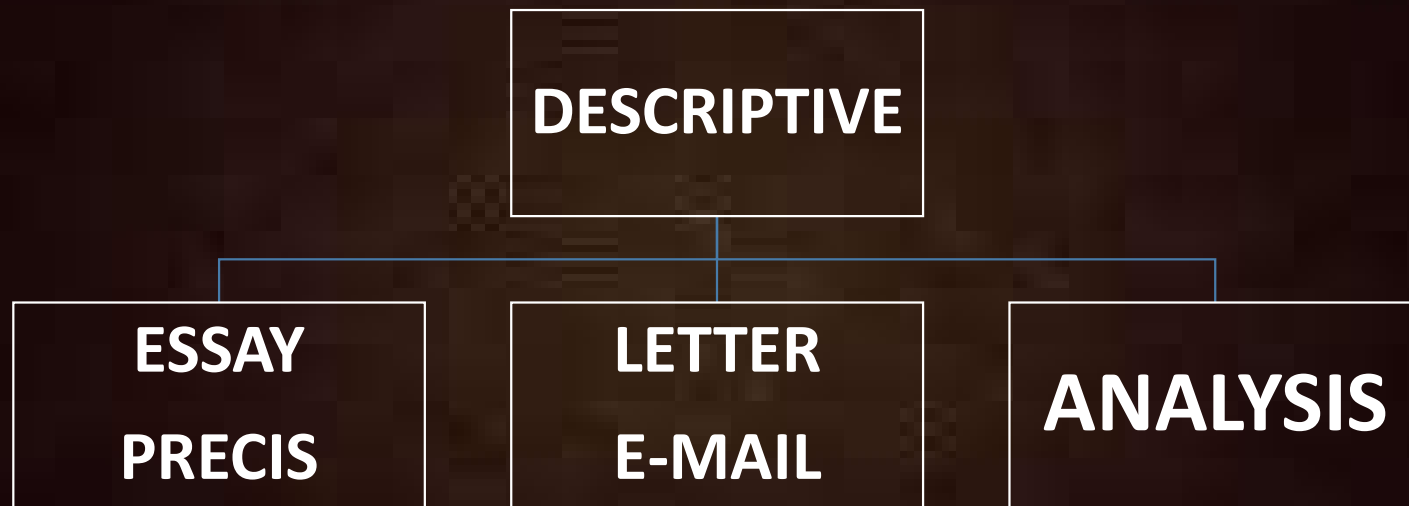 DESCRIPTIVE
ESSAY
PRECIS
LETTER
E-MAIL
ANALYSIS